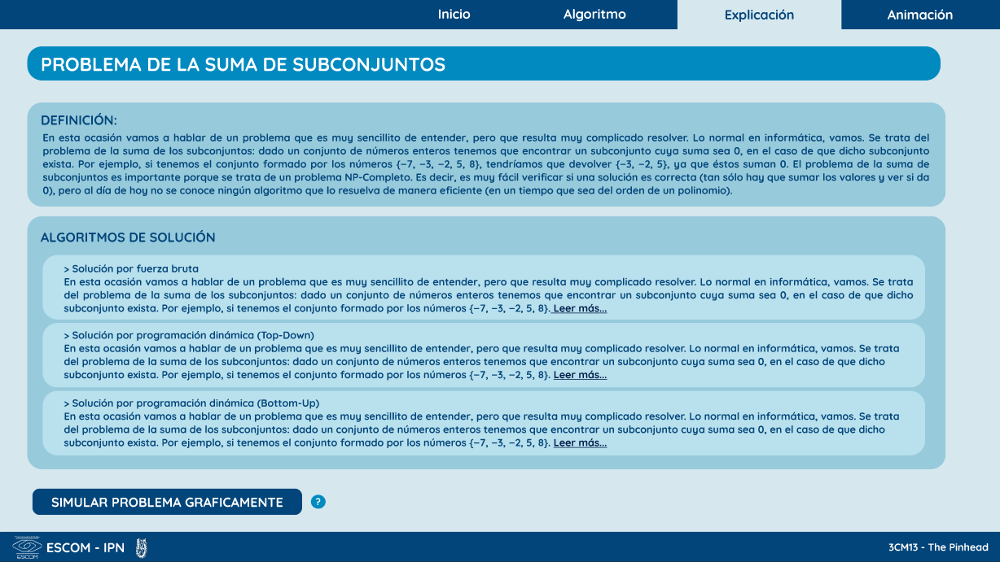 Inicio
Algoritmo
Explicación
Animación
PROBLEMA DE LA SUMA DE SUBCONJUNTOS
DEFINICIÓN:
En esta ocasión vamos a hablar de un problema que es muy sencillito de entender, pero que resulta muy complicado resolver. Lo normal en informática, vamos. Se trata del
problema de la suma de los subconjuntos: dado un conjunto de números enteros tenemos que encontrar un subconjunto cuya suma sea 0, en el caso de que dicho subconjunto
exista. Por ejemplo, si tenemos el conjunto formado por los números {−7, −3, −2, 5, 8}, tendríamos que devolver {−3, −2, 5}, ya que éstos suman 0. El problema de la suma de
subconjuntos es importante porque se trata de un problema NP-Completo. Es decir, es muy fácil verificar si una solución es correcta (tan sólo hay que sumar los valores y ver si da
0), pero al día de hoy no se conoce ningún algoritmo que lo resuelva de manera eficiente (en un tiempo que sea del orden de un polinomio).
ALGORITMOS DE SOLUCIÓN
> Solución por fuerza bruta
En esta ocasión vamos a hablar de un problema que es muy sencillito de entender, pero que resulta muy complicado resolver. Lo normal en informática, vamos. Se trata
del problema de la suma de los subconjuntos: dado un conjunto de números enteros tenemos que encontrar un subconjunto cuya suma sea 0, en el caso de que dicho
subconjunto exista. Por ejemplo, si tenemos el conjunto formado por los números {−7, −3, −2, 5, 8}. Leer más...
> Solución por programación dinámica (Top-Down)
En esta ocasión vamos a hablar de un problema que es muy sencillito de entender, pero que resulta muy complicado resolver. Lo normal en informática, vamos. Se trata
del problema de la suma de los subconjuntos: dado un conjunto de números enteros tenemos que encontrar un subconjunto cuya suma sea 0, en el caso de que dicho
subconjunto exista. Por ejemplo, si tenemos el conjunto formado por los números {−7, −3, −2, 5, 8}. Leer más...
> Solución por programación dinámica (Bottom-Up)
En esta ocasión vamos a hablar de un problema que es muy sencillito de entender, pero que resulta muy complicado resolver. Lo normal en informática, vamos. Se trata
del problema de la suma de los subconjuntos: dado un conjunto de números enteros tenemos que encontrar un subconjunto cuya suma sea 0, en el caso de que dicho
subconjunto exista. Por ejemplo, si tenemos el conjunto formado por los números {−7, −3, −2, 5, 8}. Leer más...
SIMULAR PROBLEMA GRAFICAMENTE
?
ESCOM
ESCOM - IPN
3CM13 - The Pinhead